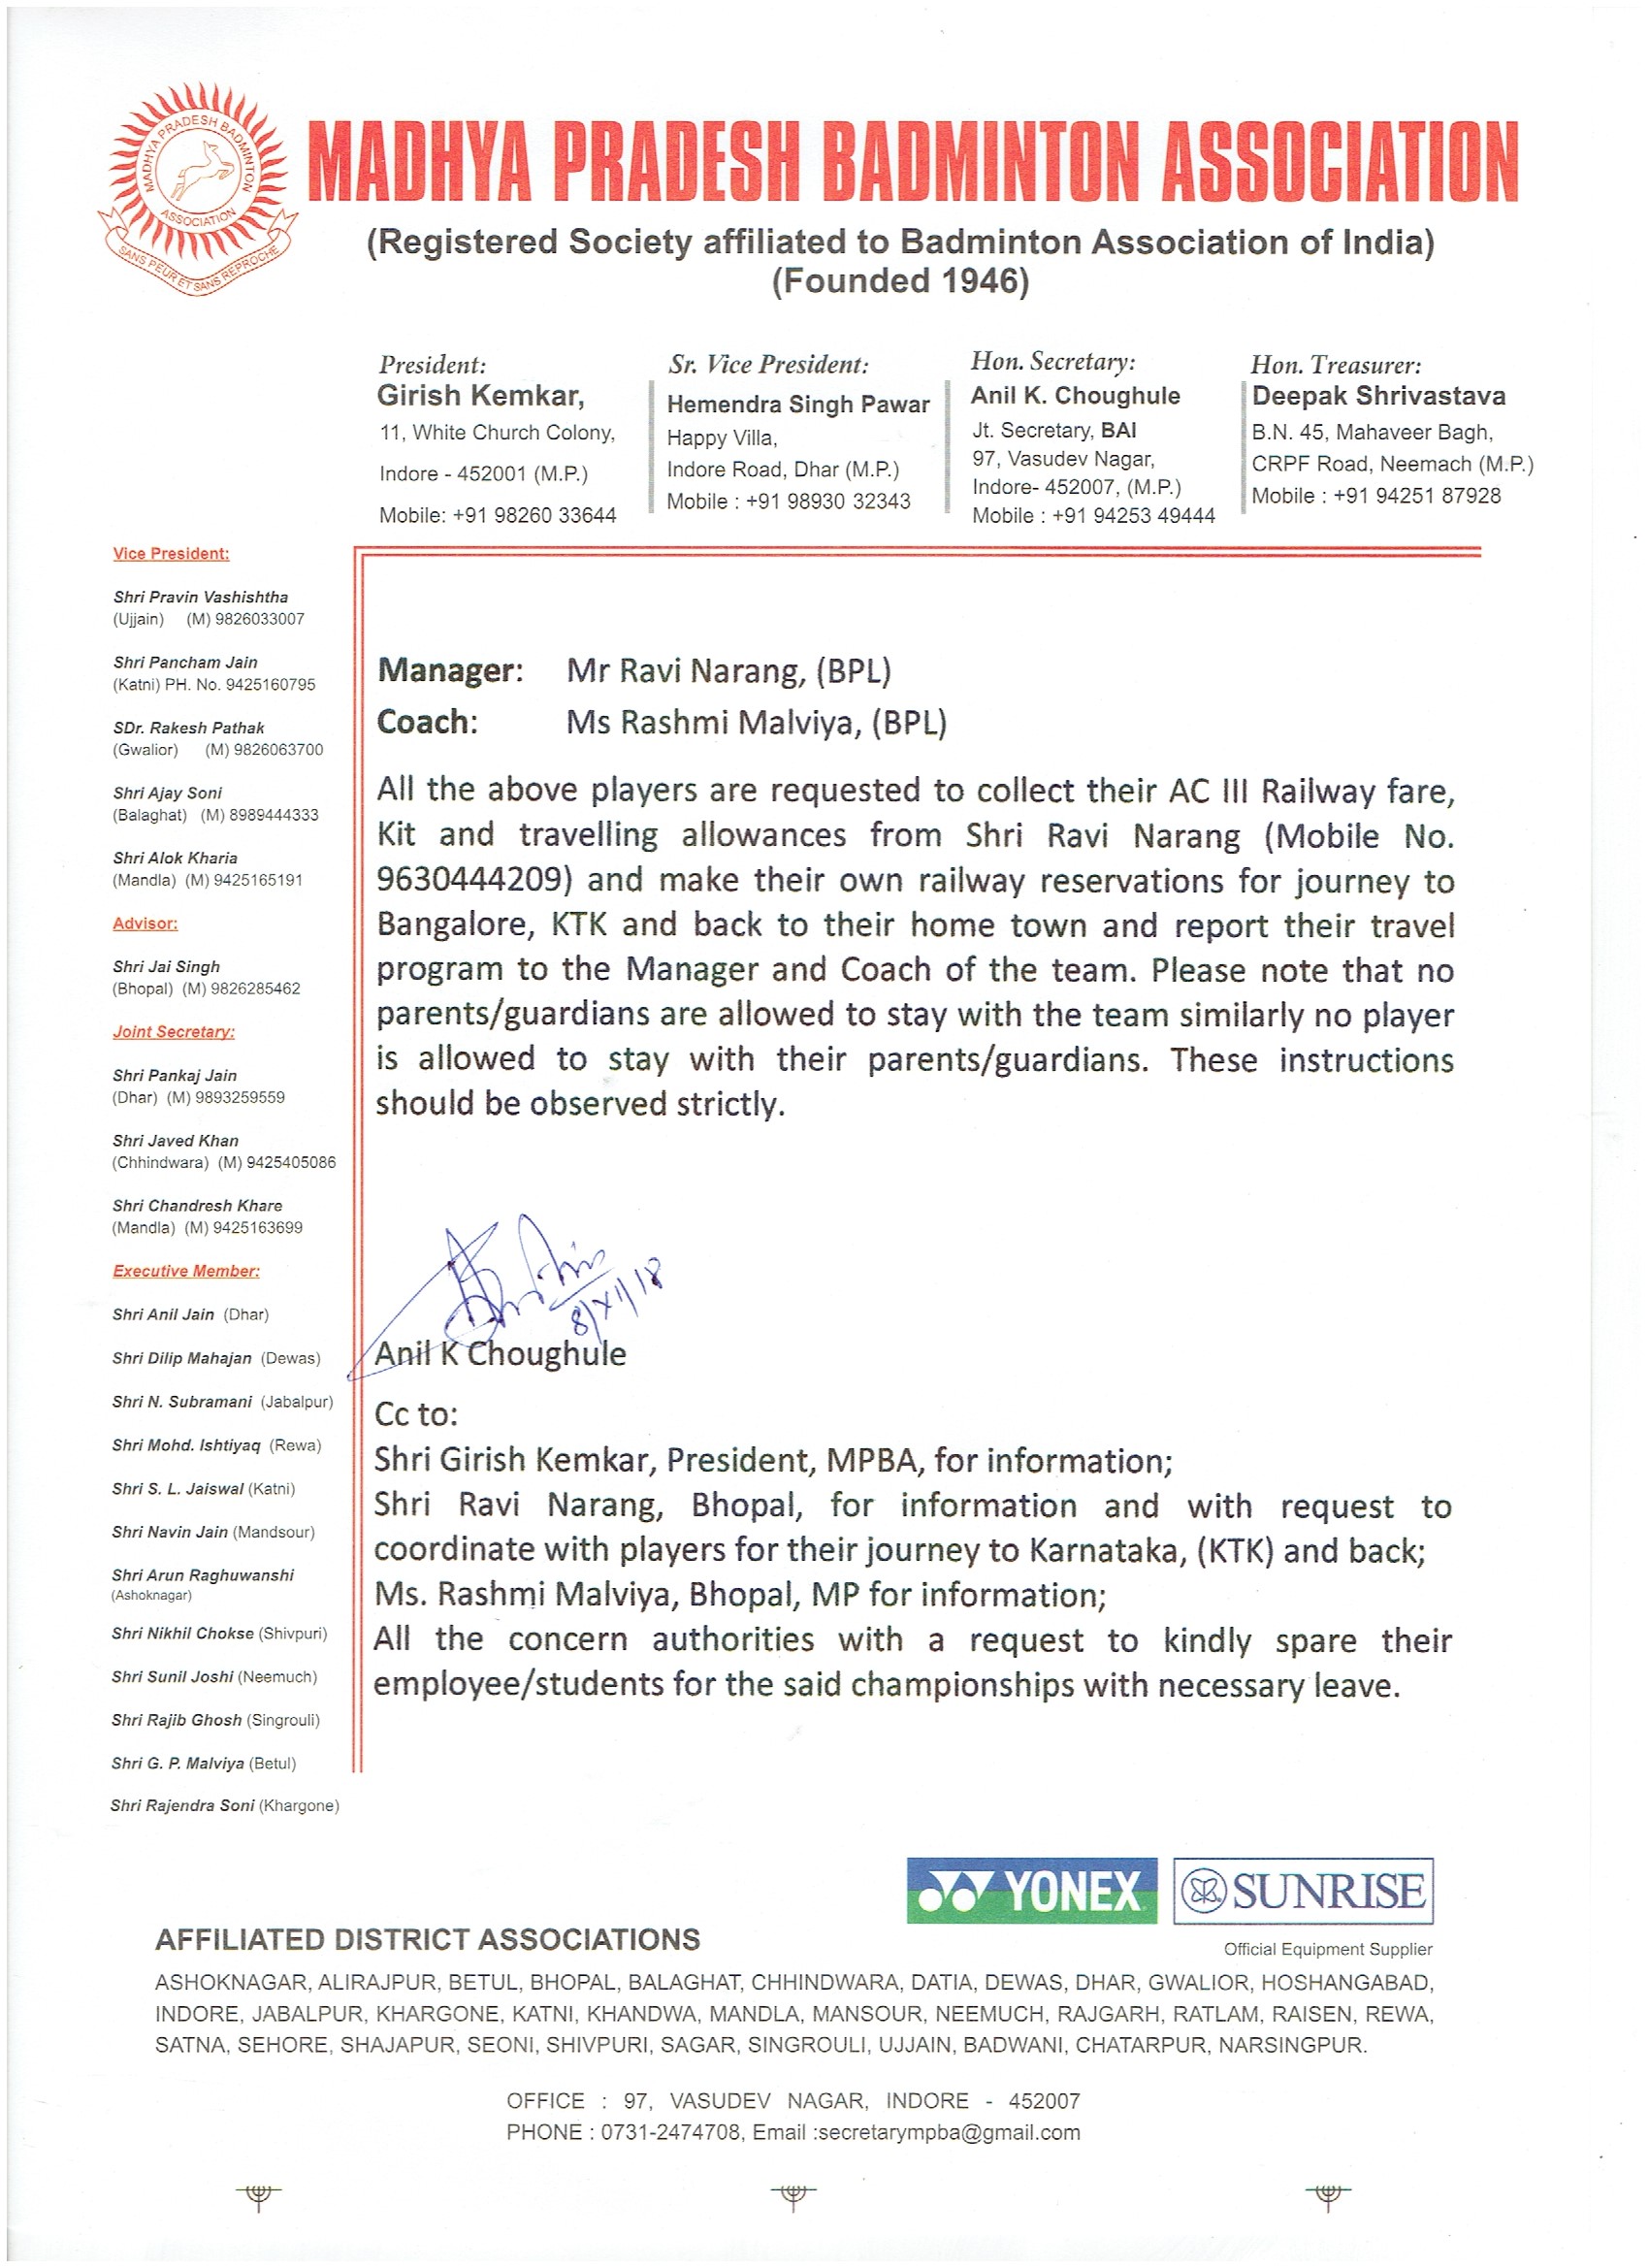 MADHYA PRADESH BADMINTON ASSOCIATION
SANS PEUR ET SANS REPROCHE
MADHYA PRADESH BADMINTON ASSOCIATION
(Registered Society affiliated to Badminton Association of India)
(Founded 1946)
President:
Girish Kemkar,
11, White Church Colony,
Indore - 452001 (M.P.)
Mobile: +91 98260 33644
Sr. Vice President:
Hemendra Singh Pawar
Happy Villa,
Indore Road, Dhar (M.P.)
Mobile : +91 98930 32343
Hon. Secretary:
Anil K. Choughule
Jt. Secretary, BAI
97, Vasudev Nagar,
Indore- 452007, (M.P.)
Mobile : +91 94253 49444
Hon. Treasurer:
Deepak Shrivastava
B.N. 45, Mahaveer Bagh,
CRPF Road, Neemach (M.P.)
Mobile : +91 94251 87928
Vice President:
Shri Pravin Vashishtha
(Ujjain) (M) 9826033007
Shri Pancham Jain
(Katni) PH. No. 9425160795
SDr. Rakesh Pathak
(Gwalior) (M) 9826063700
Shri Ajay Soni
(Balaghat) (M) 8989444333
Shri Alok Kharia
(Mandla) (M) 9425165191
Advisor:
Shri Jai Singh
(Bhopal) (M) 9826285462
Joint Secretary:
Shri Pankaj Jain
(Dhar) (M) 9893259559
Shri Javed Khan
(Chhindwara) (M) 9425405086
Shri Chandresh Khare
(Mandla) (M) 9425163699
Executive Member:
Shri Anil Jain (Dhar)
Shri Dilip Mahajan (Dewas)
Shri N. Subramani (Jabalpur)
Shri Mohd. Ishtiyaq (Rewa)
Shri S. L. Jaiswal (Katni)
Shri Navin Jain (Mandsour)
Shri Arun Raghuwanshi
(Ashoknagar)
Shri Nikhil Chokse (Shivpuri)
Shri Sunil Joshi (Neemuch)
Shri Rajib Ghosh (Singrouli)
Shri G. P. Malviya (Betul)
Shri Rajendra Soni (Khargone)
Manager: Mr Ravi Narang, (BPL)
Coach: Ms Rashmi Malviya, (BPL)
All the above players are requested to collect their AC III Railway fare,
Kit and travelling allowances from Shri Ravi Narang (Mobile No.
9630444209) and make their own railway reservations for journey to
Bangalore, KTK and back to their home town and report their travel
program to the Manager and Coach of the team. Please note that no
parents/guardians are allowed to stay with the team similarly no player
is allowed to stay with their parents/guardians. These instructions
should be observed strictly.
8/XI/18
Anil K Choughule
Cc to:
Shri Girish Kemkar, President, MPBA, for information;
Shri Ravi Narang, Bhopal, for information and with request to
coordinate with players for their journey to Karnataka, (KTK) and back;
Ms. Rashmi Malviya, Bhopal, MP for information;
All the concern authorities with a request to kindly spare their
employee/students for the said championships with necessary leave.
YONEX SUNRISE
Official Equipment Supplier
AFFILIATED DISTRICT ASSOCIATIONS
ASHOKNAGAR, ALIRAJPUR, BETUL, BHOPAL, BALAGHAT, CHHINDWARA, DATIA, DEWAS, DHAR, GWALIOR, HOSHANGABAD,
INDORE, JABALPUR, KHARGONE, KATNI, KHANDWA, MANDLA, MANSOUR, NEEMUCH, RAJGARH, RATLAM, RAISEN, REWA,
SATNA, SEHORE, SHAJAPUR, SEONI, SHIVPURI, SAGAR, SINGROULI, UJJAIN, BADWANI, CHATARPUR, NARSINGPUR.
OFFICE : 97, VASUDEV NAGAR, INDORE - 452007
PHONE : 0731-2474708, Email :secretarympba@gmail.com